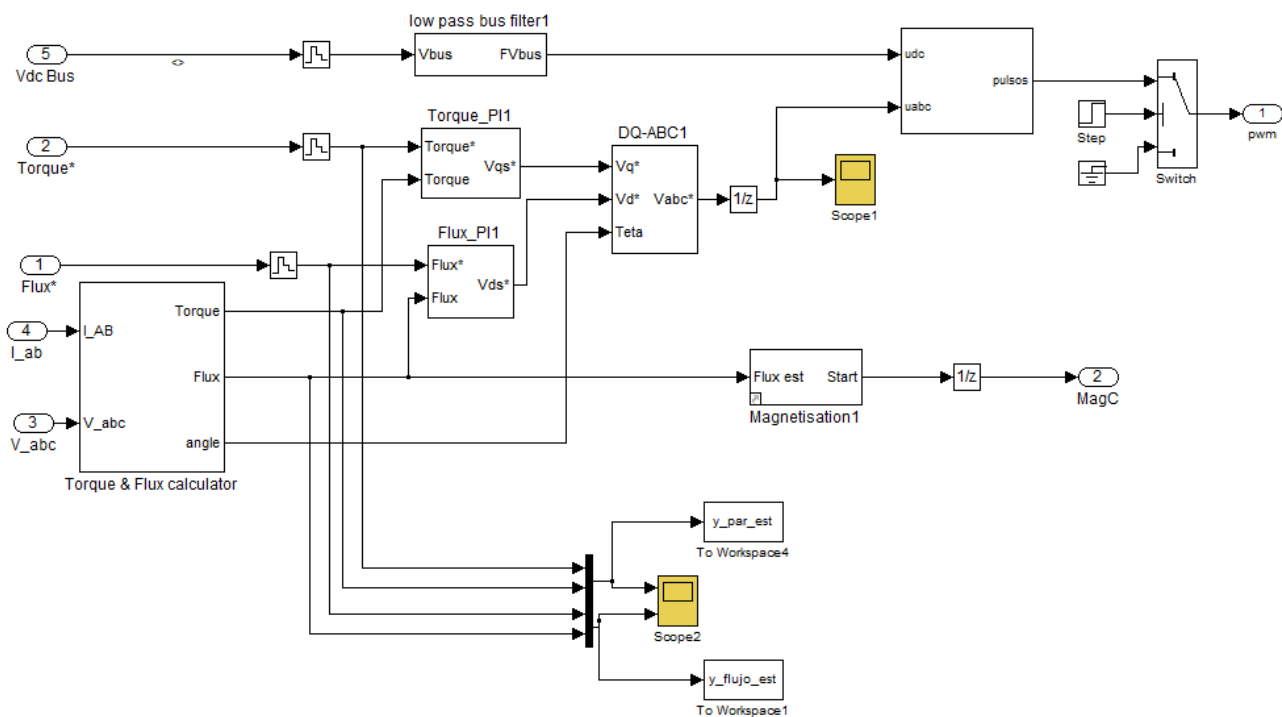 low pass bus filter1
5
Vdc Bus
<>
Vbus
FVbus
udc
uabc
pulsos
Step
Switch
1
pwm
2
Torque*
Torque_PI1
Torque*
Torque
Vqs*
DQ-ABC1
Vq*
Vd*
Teta
Vabc*
1/z
Scope1
1
Flux*
Flux_PI1
Flux*
Flux
Vds*
4
I_ab
3
V_abc
I_AB
V_abc
Torque
Flux
angle
Torque & Flux calculator
Flux est
Start
Magnetisation1
1/z
2
MagC
y_par_est
To Workspace4
Scope2
y_flujo_est
To Workspace1